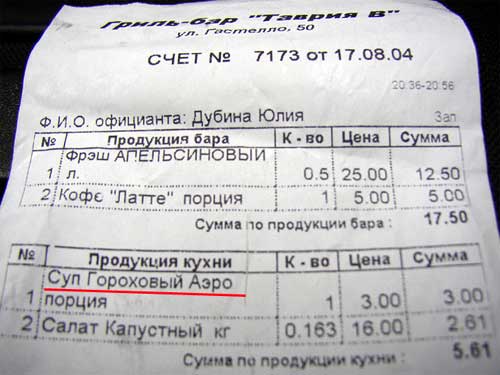 Гриль-бар "Таврия В"
ул. Гастелло, 50
СЧЕТ № 7173 от 17.08.04
20:36-20:56
Ф.И.О. официанта: Дубина Юлия Зал
№ Продукция бара К - во Цена Сумма
1 Фрэш АПЕЛЬСИНОВЫЙ л. 0.5 25.00 12.50
2 Кофе "Латте" порция 1 5.00 5.00
Сумма по продукции бара : 17.50
№ Продукция кухни К - во Цена Сумма
Суп Гороховый Аэро
1 порция 1 3.00 3.00
2 Салат Капустный кг 0.163 16.00 2.61
Сумма по продукции кухни : 5.61